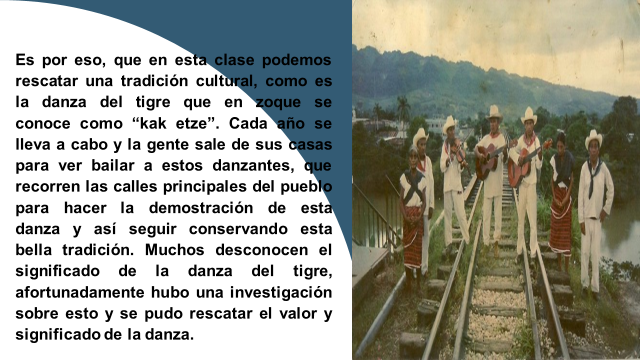 Es por eso, que en esta clase podemos
rescatar una tradición cultural, como es
la danza del tigre que en zoque se
conoce como “kak etze”. Cada año se
lleva a cabo y la gente sale de sus casas
para ver bailar a estos danzantes, que
recorren las calles principales del pueblo
para hacer la demostración de esta
danza y así seguir conservando esta
bella tradición. Muchos desconocen el
significado de la danza del tigre,
afortunadamente hubo una investigación
sobre esto y se pudo rescatar el valor y
significado de la danza.